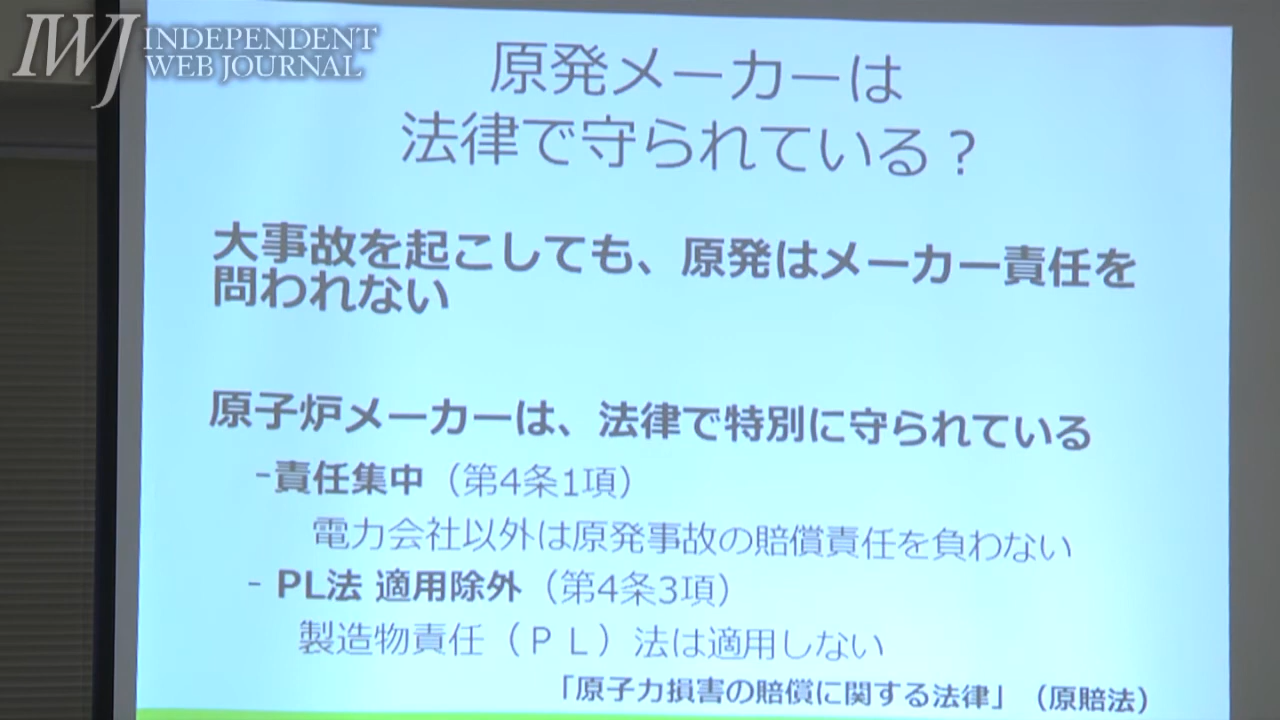 IWJ INDEPENDENT
WEB JOURNAL
原発メーカーは
法律で守られている？
大事故を起こしても、原発はメーカー責任を
問われない
原子炉メーカーは、法律で特別に守られている
-責任集中（第4条1項）
電力会社以外は原発事故の賠償責任を負わない
- PL法 適用除外（第4条3項）
製造物責任（ＰＬ）法は適用しない
「原子力損害の賠償に関する法律」（原賠法）